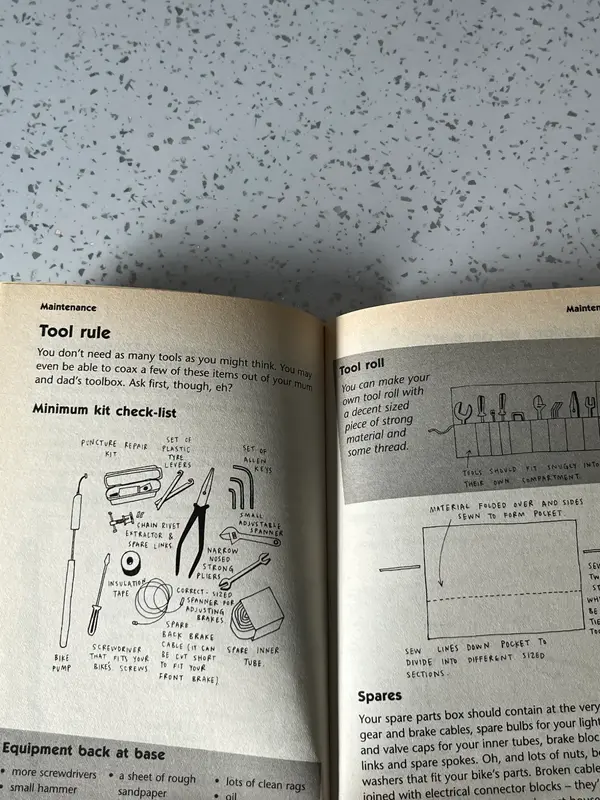 Maintenance
Tool rule
You don't need as many tools as you might think. You may
even be able to coax a few of these items out of your mum
and dad's toolbox. Ask first, though, eh?
Minimum kit check-list
PUNCTURE REPAIR
KIT
SET OF
PLASTIC
TYRE
LEVERS
SET OF
ALLEN
KEYS
CHAIN RIVET
EXTRACTOR &
SPARE LINKS
SMALL
ADJUSTABLE
SPANNER
NARROW
NOSED
STRONG
PLIERS
INSULATION
TAPE
CORRECT-SIZED
SPANNER FOR
ADJUSTING
BRAKES
BIKE
PUMP
SCREWDRIVER
THAT FITS YOUR
BIKE'S SCREWS.
SPARE
BACK BRAKE
CABLE (IT CAN
BE CUT SHORT
TO FIT YOUR
FRONT BRAKE)
SPARE INNER
TUBE.
Equipment back at base
• more screwdrivers
• small hammer
• a sheet of rough
sandpaper
• lots of clean rags
• oil
Mainten
Tool roll
You can make your
own tool roll with
a decent sized
piece of strong
material and
some thread.
TOOLS SHOULD FIT SNUGGLY INTO
THEIR OWN COMPARTMENT.
MATERIAL FOLDED OVER AND SIDES
SEWN TO FORM POCKET.
SEW
TW
ST
WH
BE
TIE
TOO
SEW LINES DOWN POCKET TO
DIVIDE INTO DIFFERENT SIZED
SECTIONS.
Spares
Your spare parts box should contain at the very
gear and brake cables, spare bulbs for your light
and valve caps for your inner tubes, brake bloc
links and spare spokes. Oh, and lots of nuts, b
washers that fit your bike's parts. Broken cable
joined with electrical connector blocks – they'